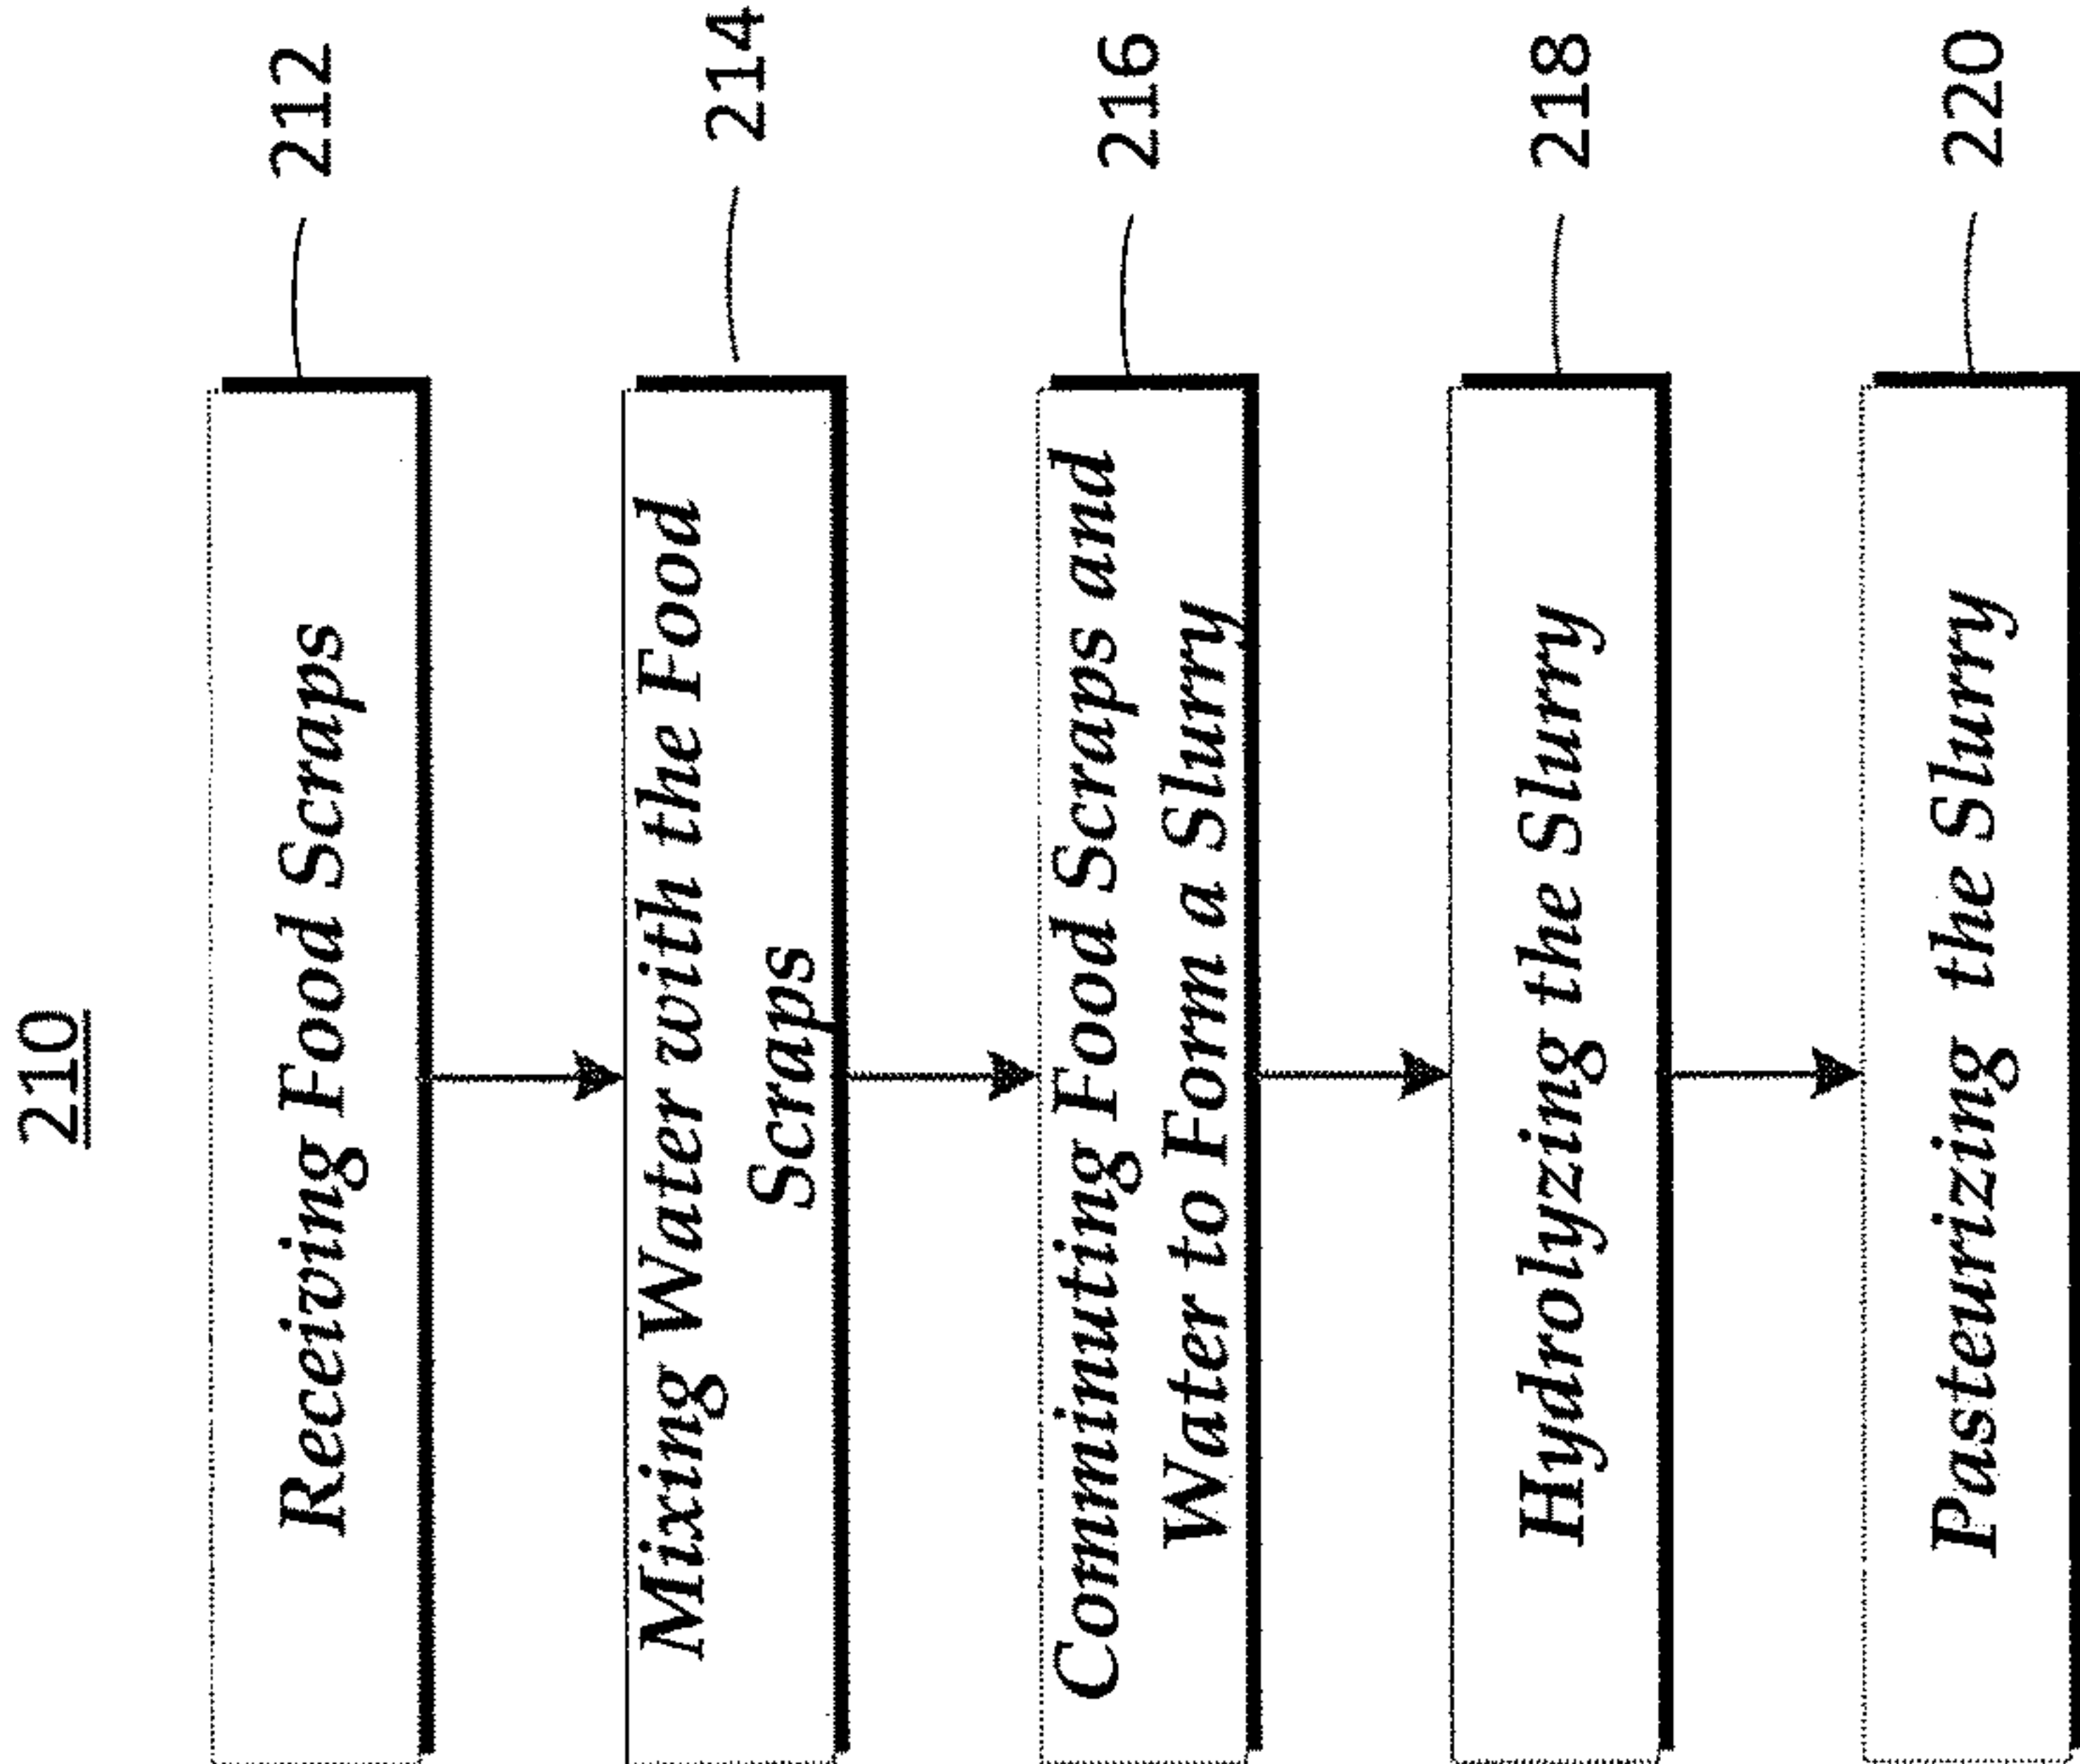 210
Receiving Food Scraps
212
Mixing Water with the Food
Scraps
214
Comminuting Food Scraps and
Water to Form a Slurry
216
Hydrolyzing the Slurry
218
Pasteurizing the Slurry
220